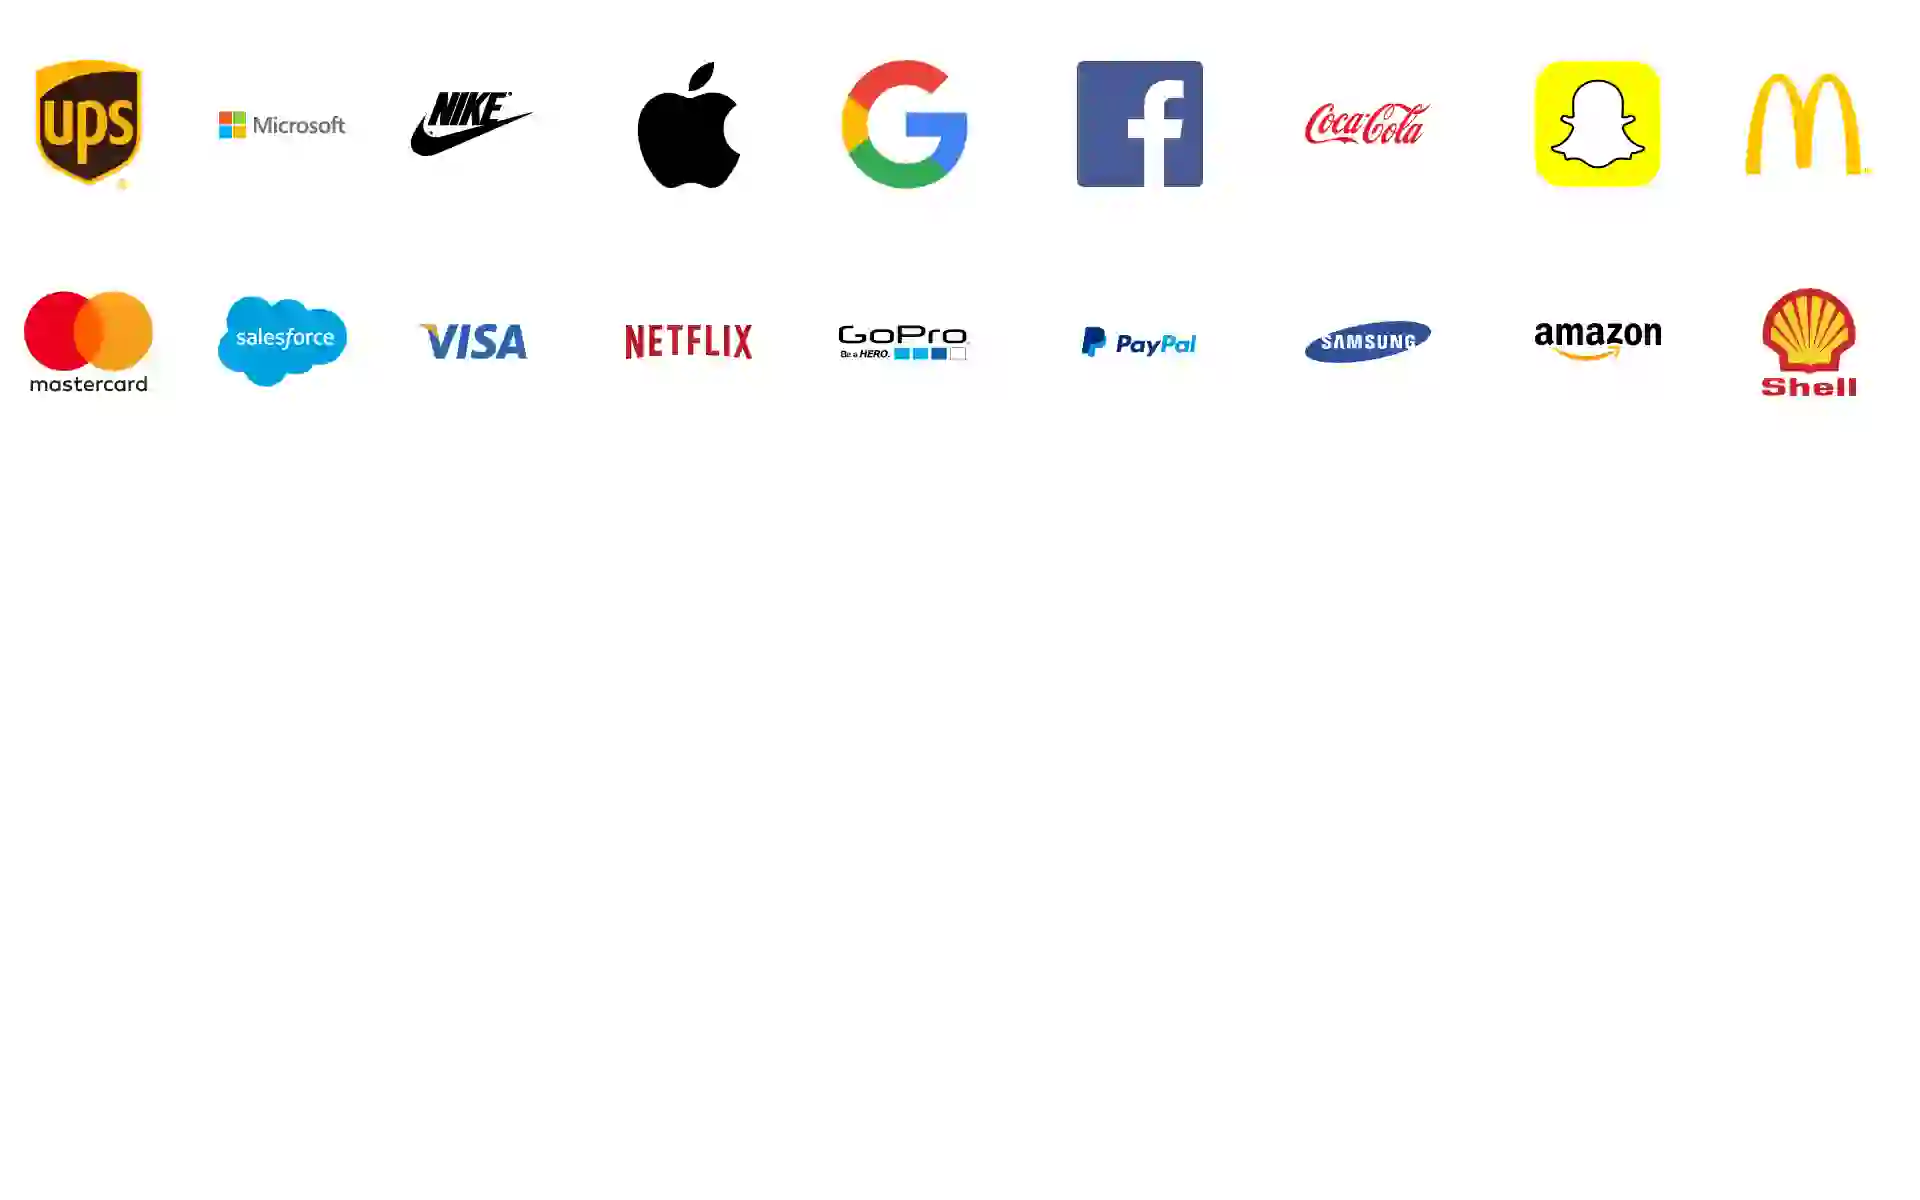 ups
Microsoft
NIKE
Coca-Cola
mastercard
salesforce
VISA
NETFLIX
GoPro
Be a HERO.
PayPal
SAMSUNG
amazon
Shell